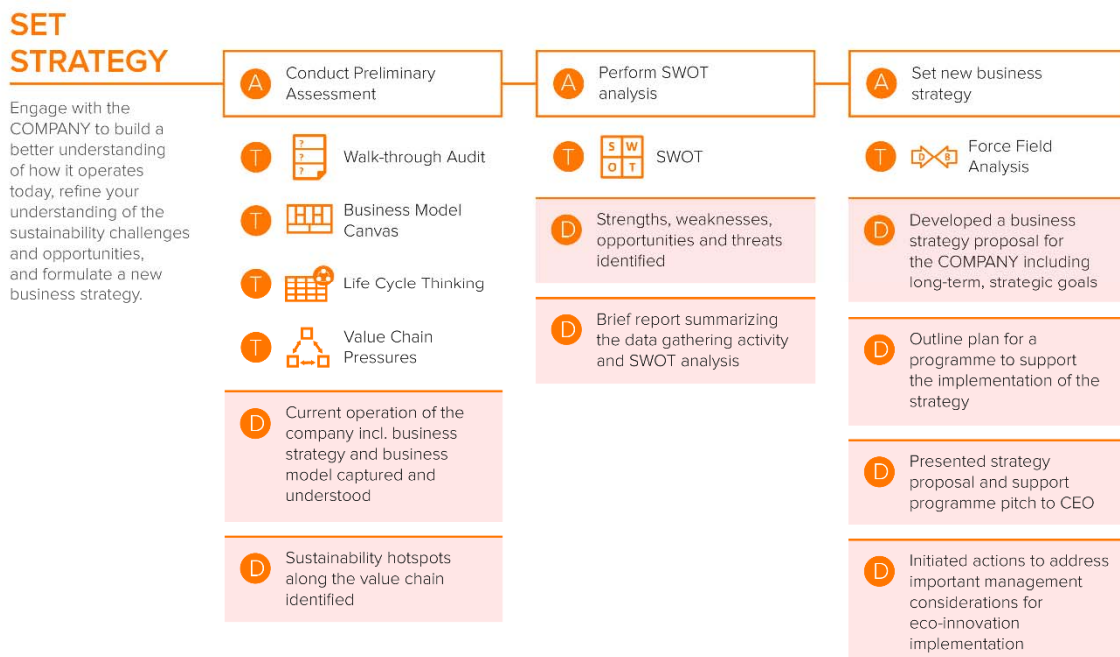 SET
STRATEGY
Engage with the
COMPANY to build a
better understanding
of how it operates
today, refine your
understanding of the
sustainability challenges
and opportunities,
and formulate a new
business strategy.
A
Conduct Preliminary
Assessment
T
?
?
?
Walk-through Audit
T
Business Model
Canvas
T
Life Cycle Thinking
T
Value Chain
Pressures
D
Current operation of the
company incl. business
strategy and business
model captured and
understood
D
Sustainability hotspots
along the value chain
identified
A
Perform SWOT
analysis
T
S W
O T
SWOT
D
Strengths, weaknesses,
opportunities and threats
identified
D
Brief report summarizing
the data gathering activity
and SWOT analysis
A
Set new business
strategy
T
D B
Force Field
Analysis
D
Developed a business
strategy proposal for
the COMPANY including
long-term, strategic goals
D
Outline plan for a
programme to support
the implementation of the
strategy
D
Presented strategy
proposal and support
programme pitch to CEO
D
Initiated actions to address
important management
considerations for
eco-innovation
implementation